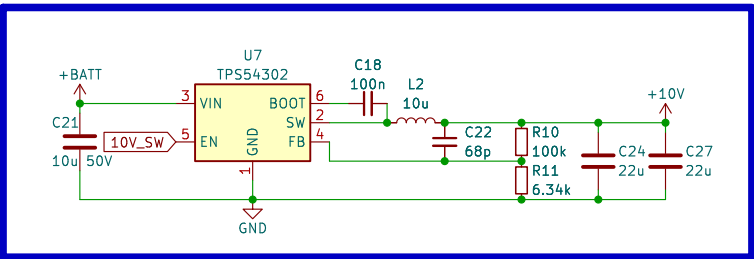 U7
TPS54302
+BATT
C18
100n
L2
10u
+10V
3
VIN
BOOT
6
SW
2
C21
10u 50V
10V_SW
5
EN
GND
FB
4
1
C22
68p
R10
100k
R11
6.34k
C24
22u
C27
22u
GND